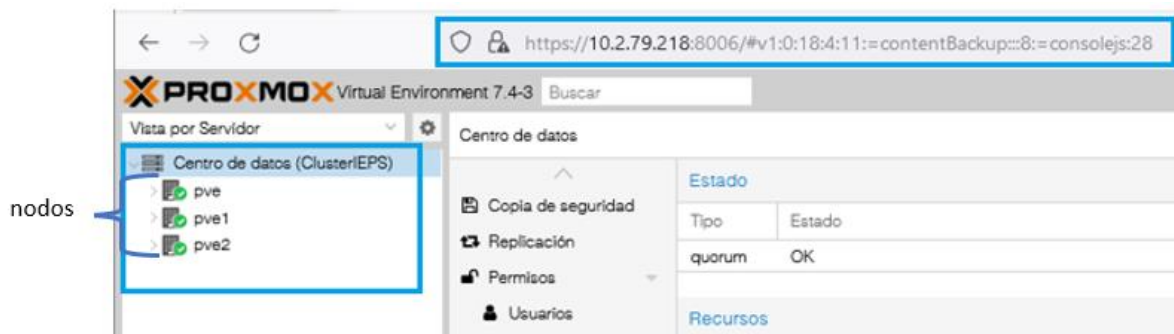 https://10.2.79.218:8006/#v1:0:18:4:11:=contentBackup:::8:=consolejs:28
PROXMOX Virtual Environment 7.4-3 Buscar
Vista por Servidor
Centro de datos (ClusterIEPS)
nodos
pve
pve1
pve2
Centro de datos
Copia de seguridad
Replicación
Permisos
Usuarios
Estado
Tipo Estado
quorum OK
Recursos